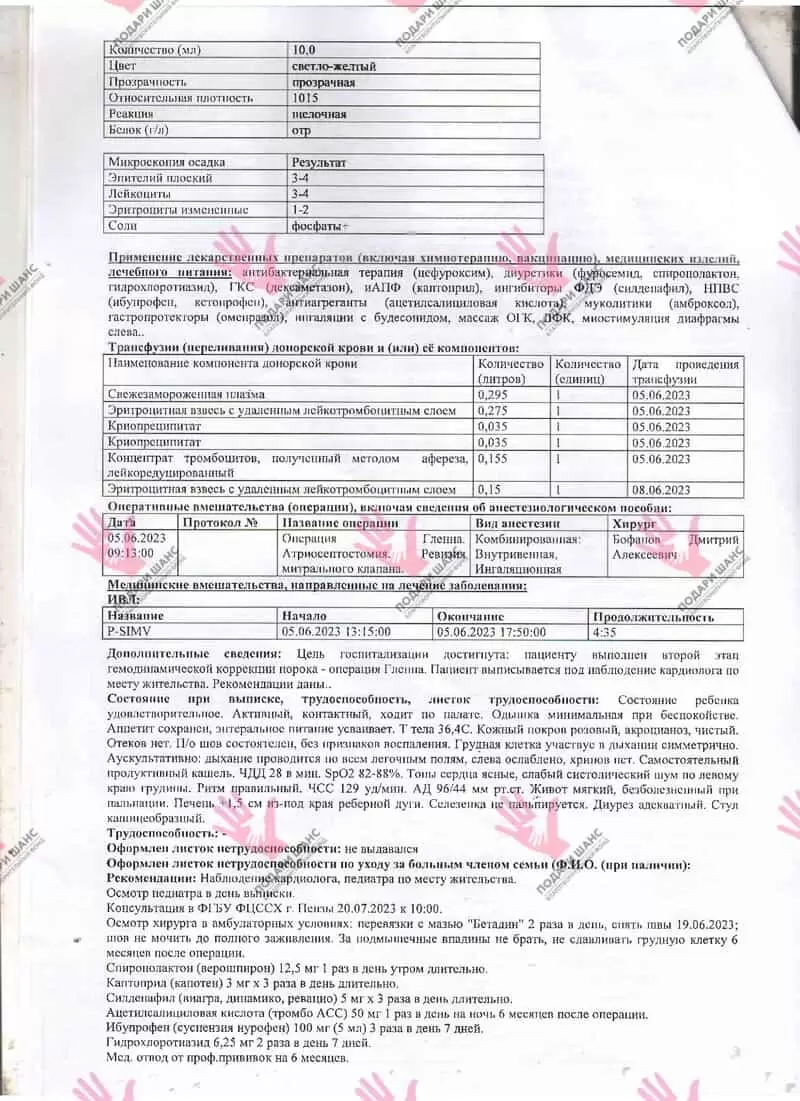 Количество (мл) 10,0
Цвет светло-желтый
Прозрачность прозрачная
Относительная плотность 1015
Реакция щелочная
Белок (г/л) отр
Микроскопия осадка Результат
Эпителий плоский 3-4
Лейкоциты 3-4
Эритроциты измененные 1-2
Соли фосфаты+
Применение лекарственных препаратов (включая химиотерапию, вакцинацию), медицинских изделий,
лечебного питания: антибактериальная терапия (цефуроксим), диуретики (фуросемид, спирополактон,
гидрохлоротиазид), ГКС (дексаметазон), иАПФ (каптоприл), ингибиторы ФДЭ (силденафил), НПВС
(ибупрофен, кетопрофен), антиагреганты (ацетилсалициловая кислота), муколитики (амброксол),
гастропротекторы (омепразол), ингаляции с будесонидом, массаж ОГК, ЛФК, миостимуляция диафрагмы
слева..
Трансфузии (переливания) донорской крови и (или) её компонентов:
Наименование компонента донорской крови Количество (литров) Количество (единиц) Дата проведения трансфузии
Свежезамороженная плазма 0,295 1 05.06.2023
Эритроцитная взвесь с удаленным лейкотромбоцитным слоем 0,275 1 05.06.2023
Криопреципитат 0,035 1 05.06.2023
Криопреципитат 0,035 1 05.06.2023
Концентрат тромбоцитов, полученный методом афереза, 0,155 1 05.06.2023
лейкоредуцированный
Эритроцитная взвесь с удаленным лейкотромбоцитным слоем 0,15 1 08.06.2023
Оперативные вмешательства (операции), включая сведения об анестезиологическом пособии:
Дата Протокол № Название операции Вид анестезии Хирург
05.06.2023 Операция Гленна. Комбинированная: Бофанов Дмитрий
09:13:00 Атриосептостомия. Ревизия Внутривенная, Алексеевич
митрального клапана. Ингаляционная
Медицинские вмешательства, направленные на лечение заболевания:
ИВЛ:
Название Начало Окончание Продолжительность
P-SIMV 05.06.2023 13:15:00 05.06.2023 17:50:00 4:35
Дополнительные сведения: Цель госпитализации достигнута: пациенту выполнен второй этап
гемодинамической коррекции порока - операция Гленна. Пациент выписывается под наблюдение кардиолога по
месту жительства. Рекомендации даны..
Состояние при выписке, трудоспособность, листок трудоспособности: Состояние ребенка
удовлетворительное. Активный, контактный, ходит по палате. Одышка минимальная при беспокойстве.
Аппетит сохранен, энтеральное питание усваивает. Т тела 36,4С. Кожный покров розовый, акроцианоз, чистый.
Отеков нет. П/о шов состоятелен, без признаков воспаления. Грудная клетка участвует в дыхании симметрично.
Аускультативно: дыхание проводится по всем легочным полям, слева ослаблено, хрипов нет. Самостоятельный
продуктивный кашель. ЧДД 28 в мин. SpO2 82-88%. Тоны сердца ясные, слабый систолический шум по левому
краю грудины. Ритм правильный. ЧСС 129 уд/мин. АД 96/44 мм рт.ст. Живот мягкий, безболезненный при
пальпации. Печень +1,5 см из-под края реберной дуги. Селезенка не пальпируется. Диурез адекватный. Стул
кашицеобразный.
Трудоспособность: -
Оформлен листок нетрудоспособности: не выдавался
Оформлен листок нетрудоспособности по уходу за больным членом семьи (Ф.И.О. (при наличии):
Рекомендации: Наблюдение кардиолога, педиатра по месту жительства.
Осмотр педиатра в день выписки.
Консультация в ФГБУ ФЦССХ г. Пензы 20.07.2023 к 10:00.
Осмотр хирурга в амбулаторных условиях: перевязки с мазью "Бетадин" 2 раза в день, снять швы 19.06.2023;
шов не мочить до полного заживления. За подмышечные впадины не брать, не сдавливать грудную клетку 6
месяцев после операции.
Спиронолактон (верошпирон) 12,5 мг 1 раз в день утром длительно.
Каптоприл (капотен) 3 мг х 3 раза в день длительно.
Силденафил (виагра, динамико, ревацио) 5 мг х 3 раза в день длительно.
Ацетилсалициловая кислота (тромбо АСС) 50 мг 1 раз в день на ночь 6 месяцев после операции.
Ибупрофен (суспензия нурофен) 100 мг (5 мл) 3 раза в день 7 дней.
Гидрохлоротиазид 6,25 мг 2 раза в день 7 дней.
Мед. отвод от проф.прививок на 6 месяцев.
3
ПОДАРИ ШАНС